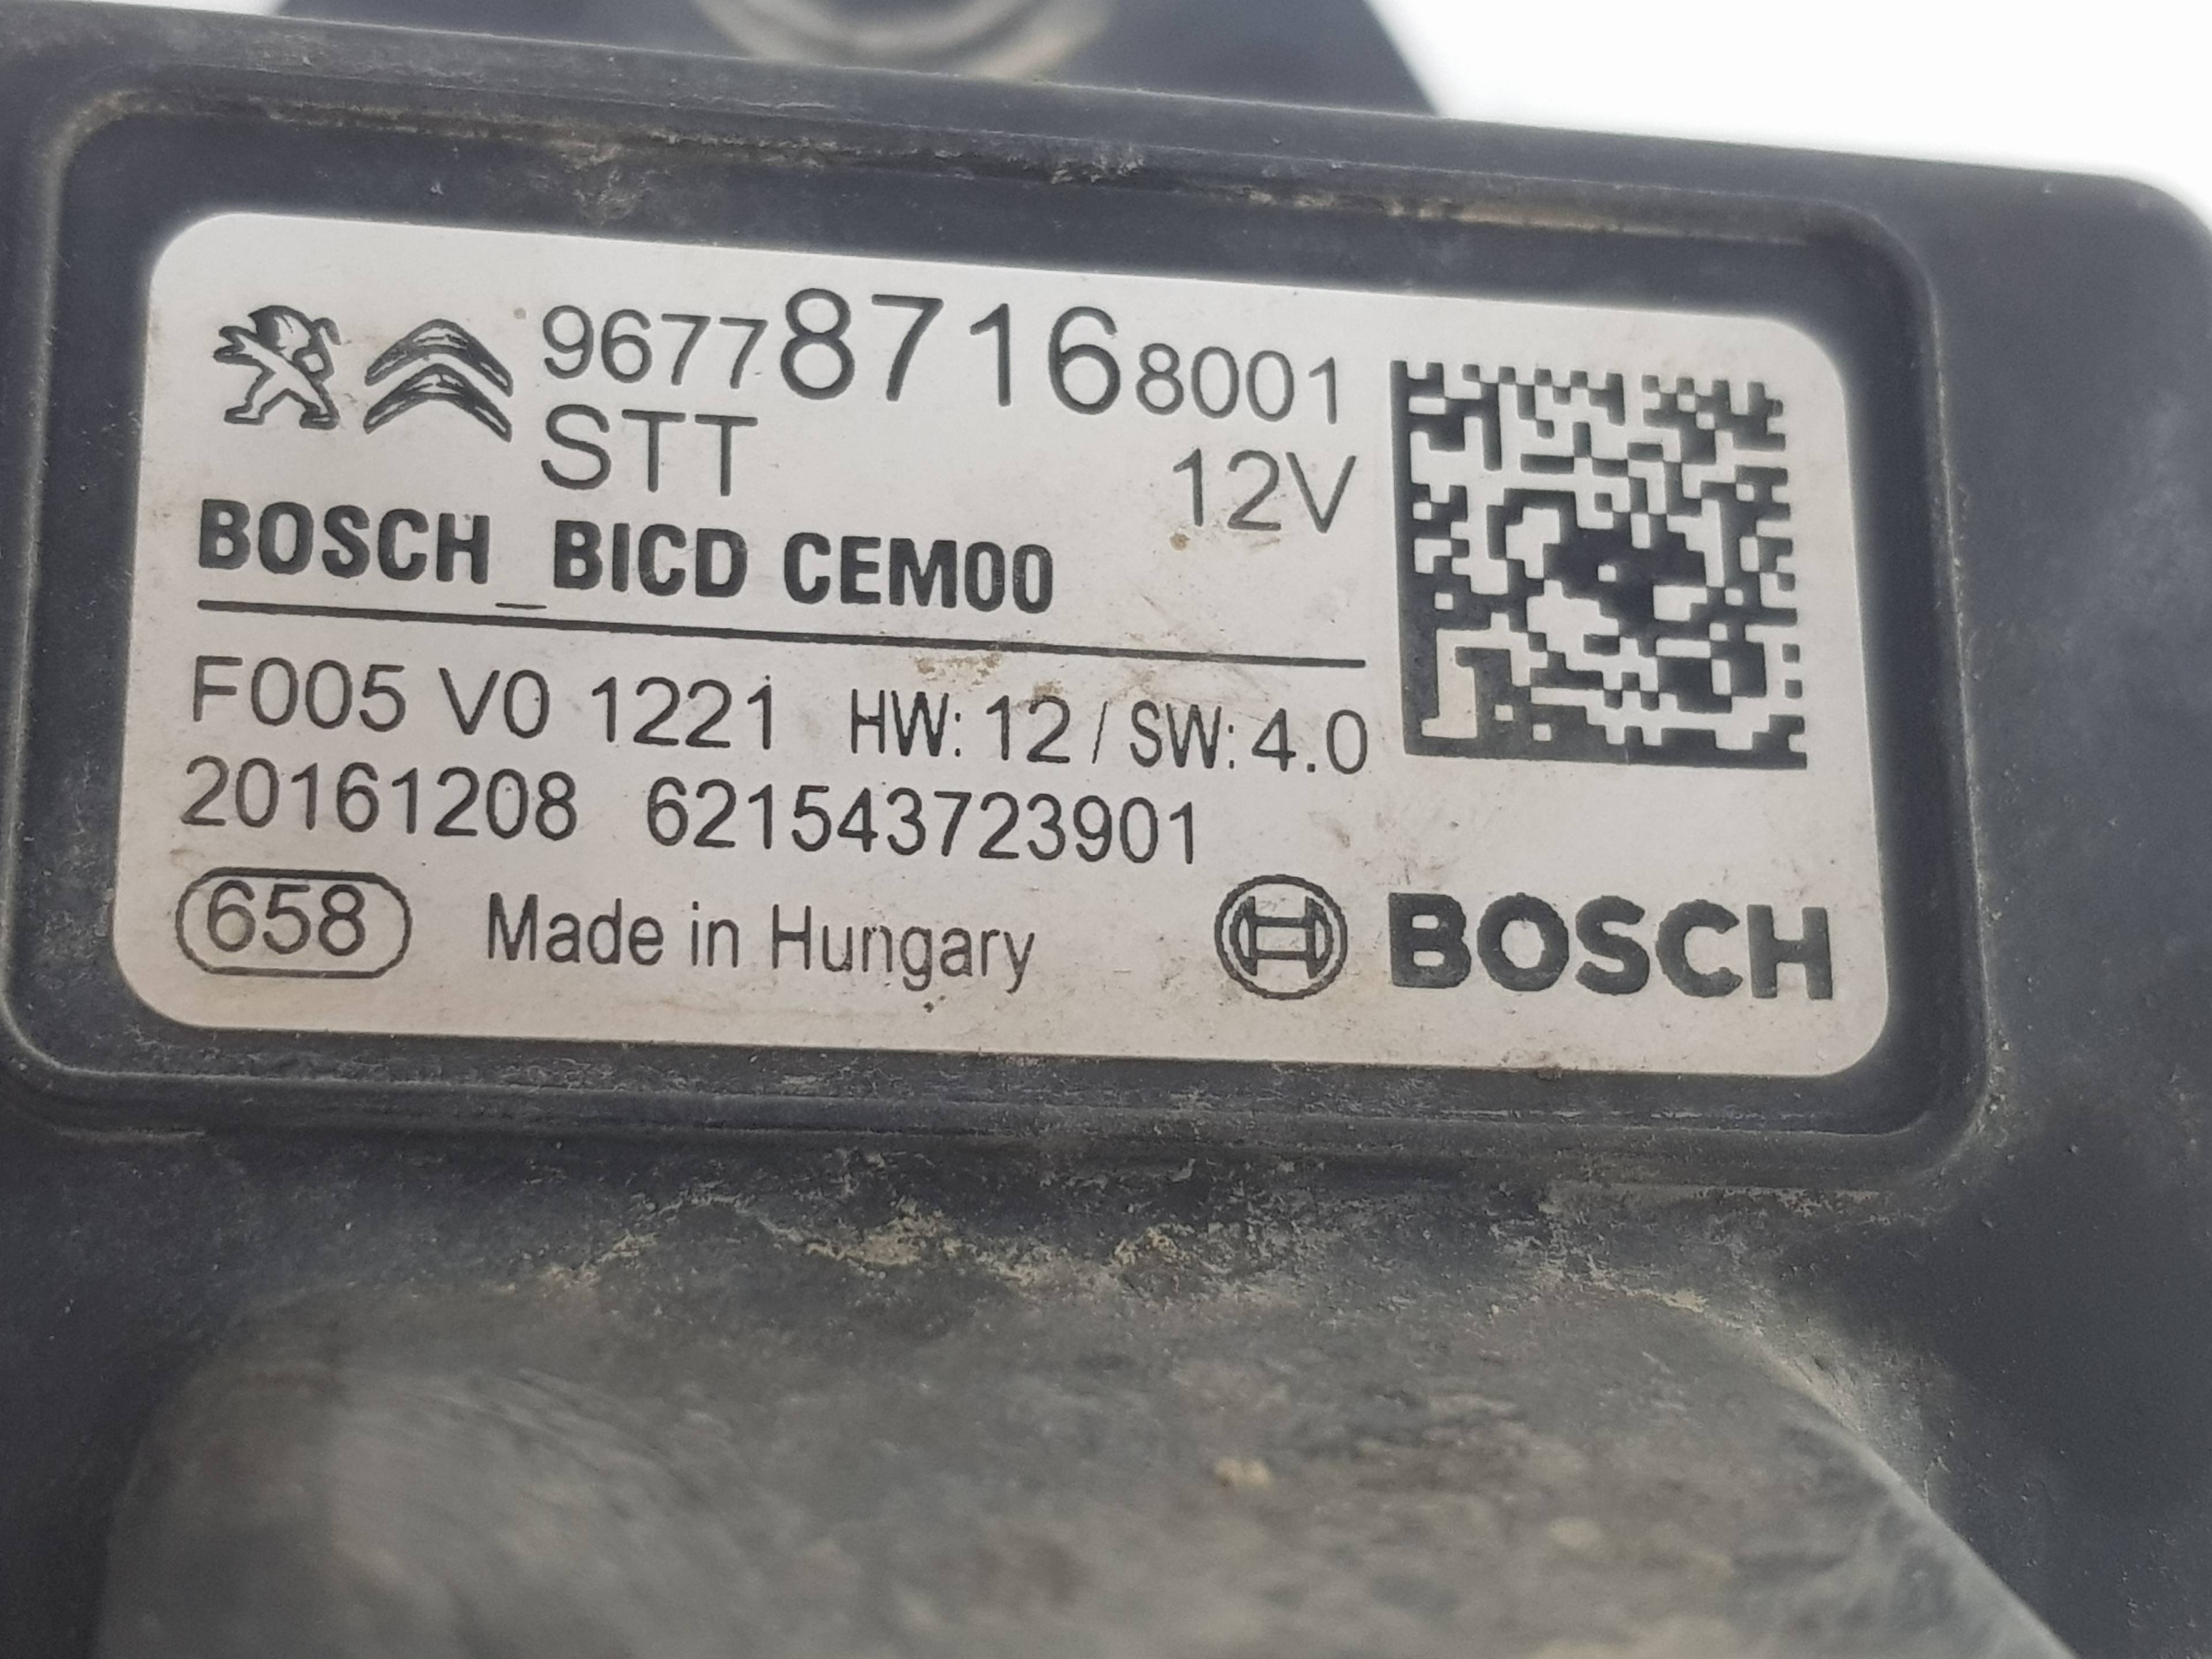 96778716 8001
STT 12V
BOSCH_BICD CEM00
F005 V0 1221 HW: 12 / SW: 4.0
20161208 621543723901
658 Made in Hungary BOSCH